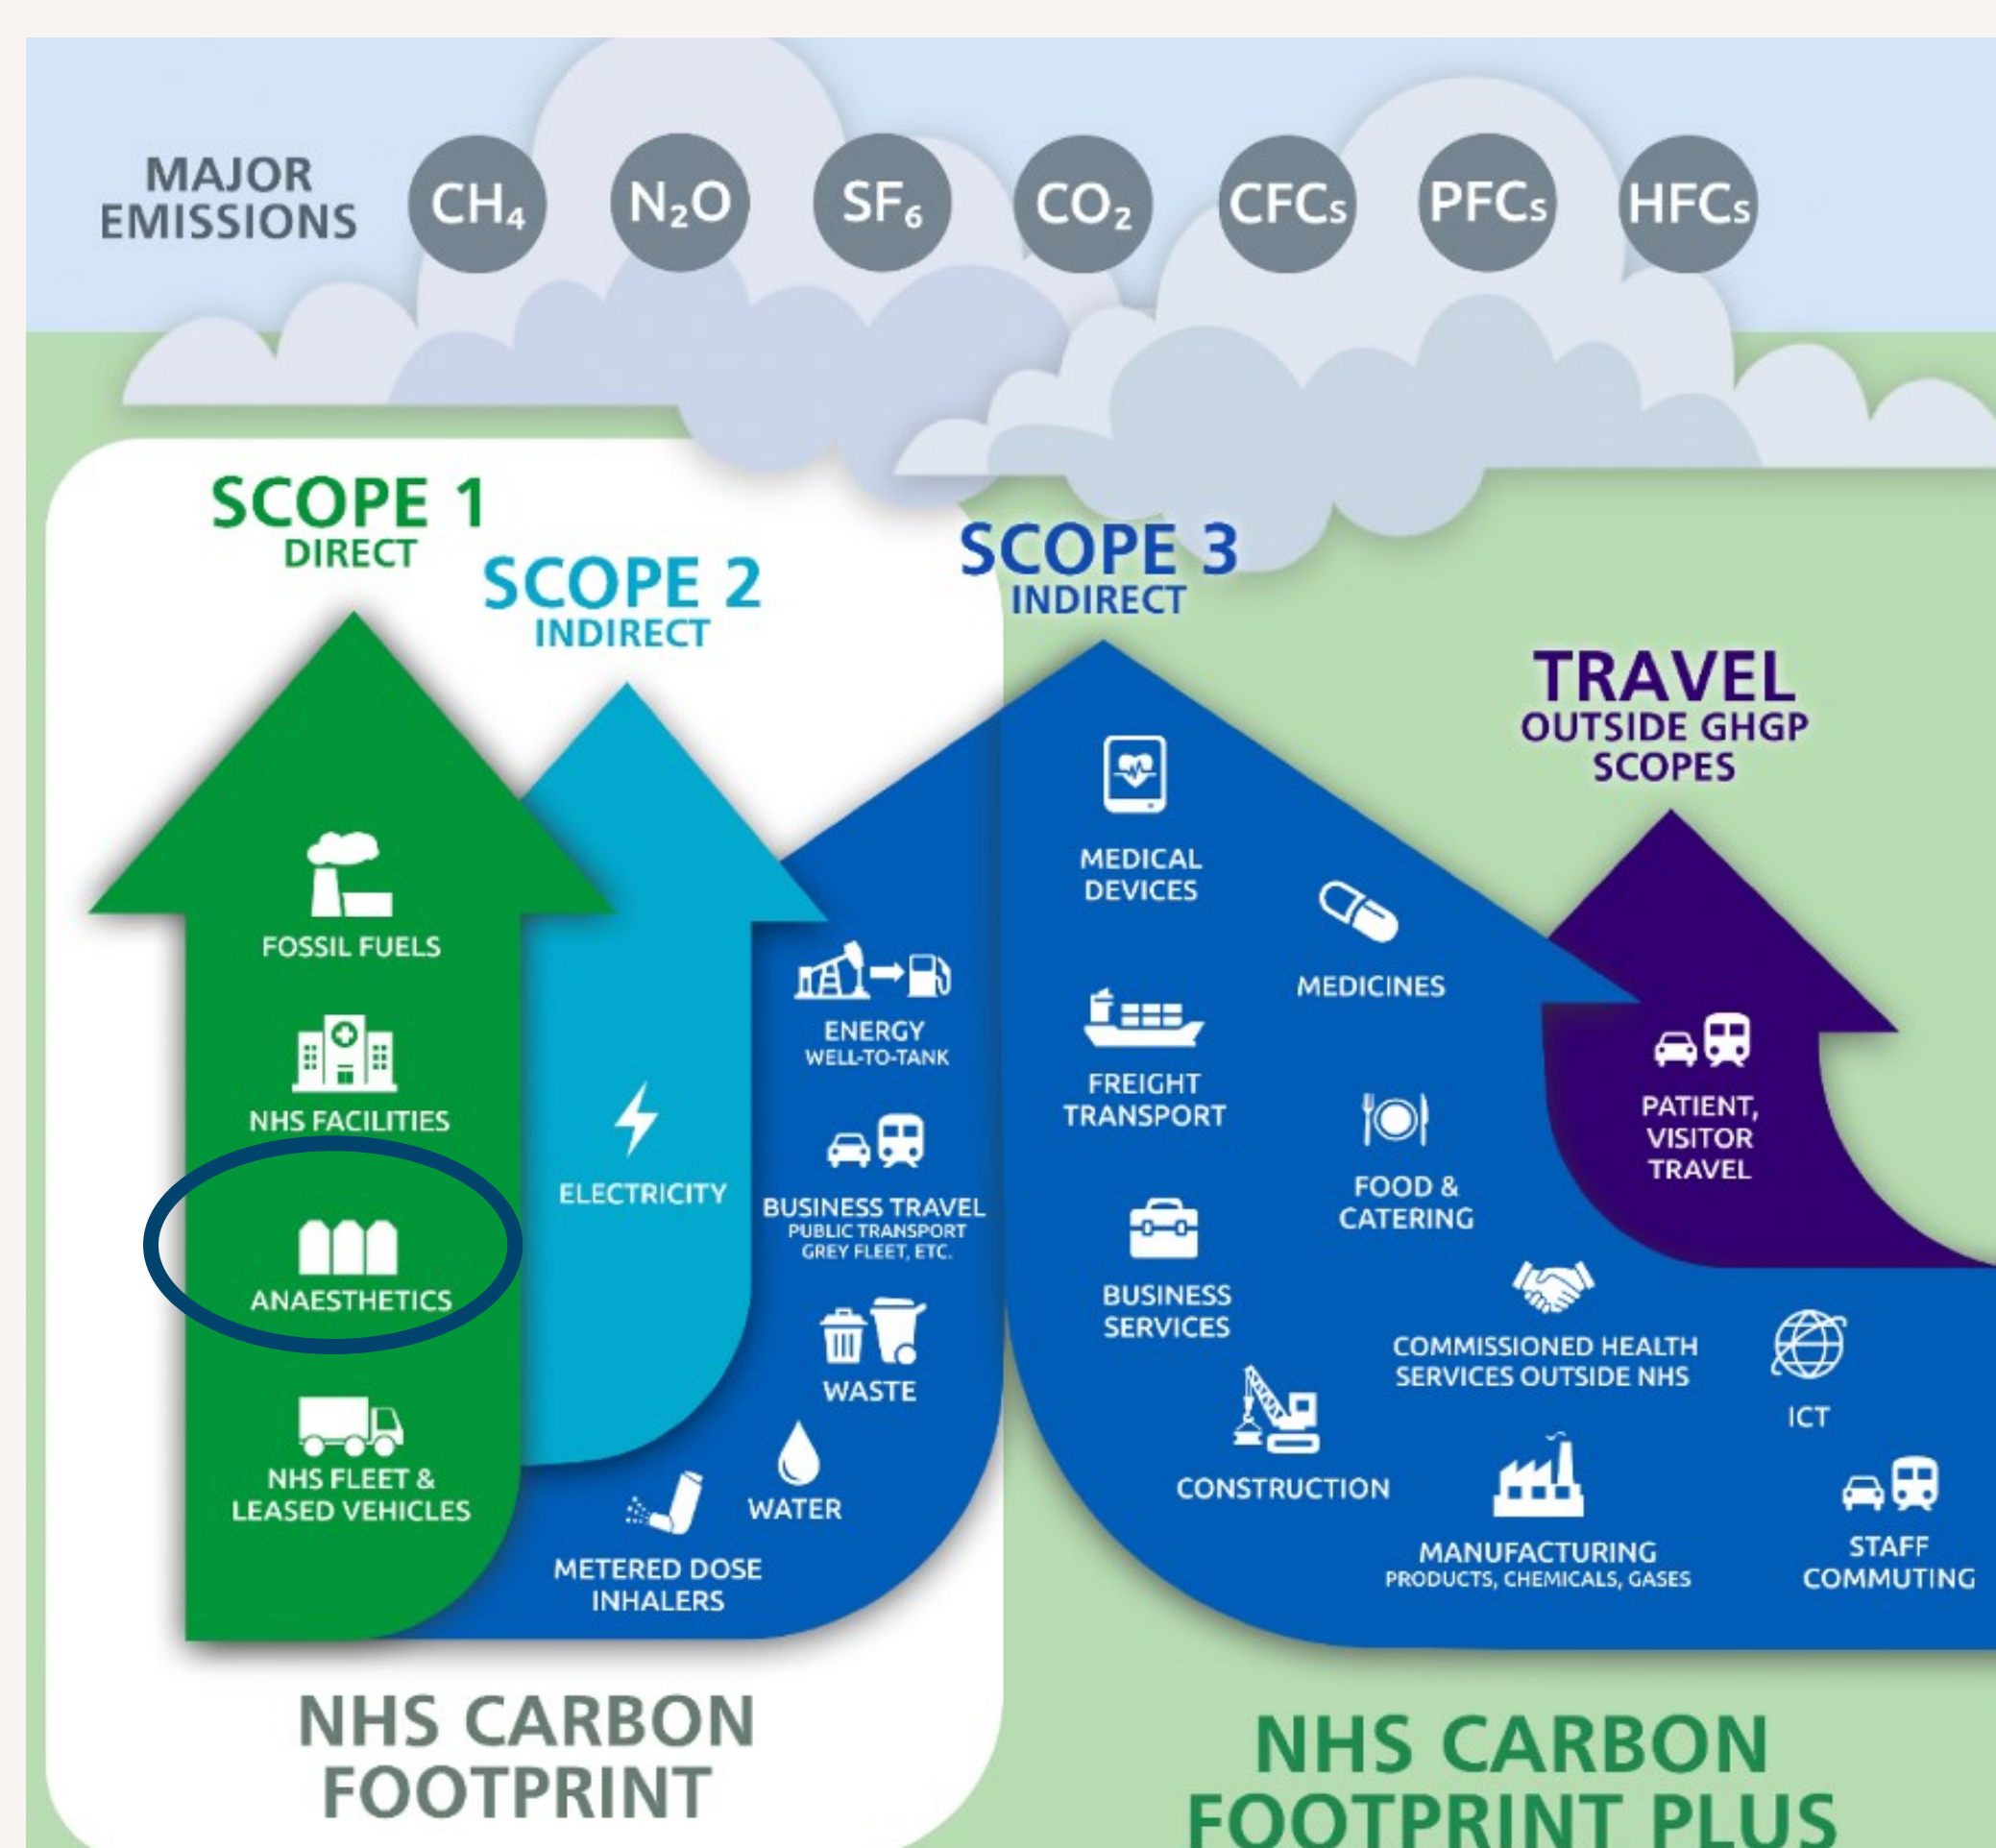 MAJOR
EMISSIONS
CH₄
N₂O
SF₆
CO₂
CFCs
PFCs
HFCs
SCOPE 1
DIRECT
SCOPE 2
INDIRECT
SCOPE 3
INDIRECT
TRAVEL
OUTSIDE GHGP
SCOPES
FOSSIL FUELS
NHS FACILITIES
ANAESTHETICS
NHS FLEET &
LEASED VEHICLES
ELECTRICITY
ENERGY
WELL-TO-TANK
BUSINESS TRAVEL
PUBLIC TRANSPORT
GREY FLEET, ETC.
WASTE
WATER
METERED DOSE
INHALERS
MEDICAL
DEVICES
MEDICINES
FREIGHT
TRANSPORT
FOOD &
CATERING
BUSINESS
SERVICES
COMMISSIONED HEALTH
SERVICES OUTSIDE NHS
CONSTRUCTION
MANUFACTURING
PRODUCTS, CHEMICALS, GASES
ICT
STAFF
COMMUTING
PATIENT,
VISITOR
TRAVEL
NHS CARBON
FOOTPRINT
NHS CARBON
FOOTPRINT PLUS